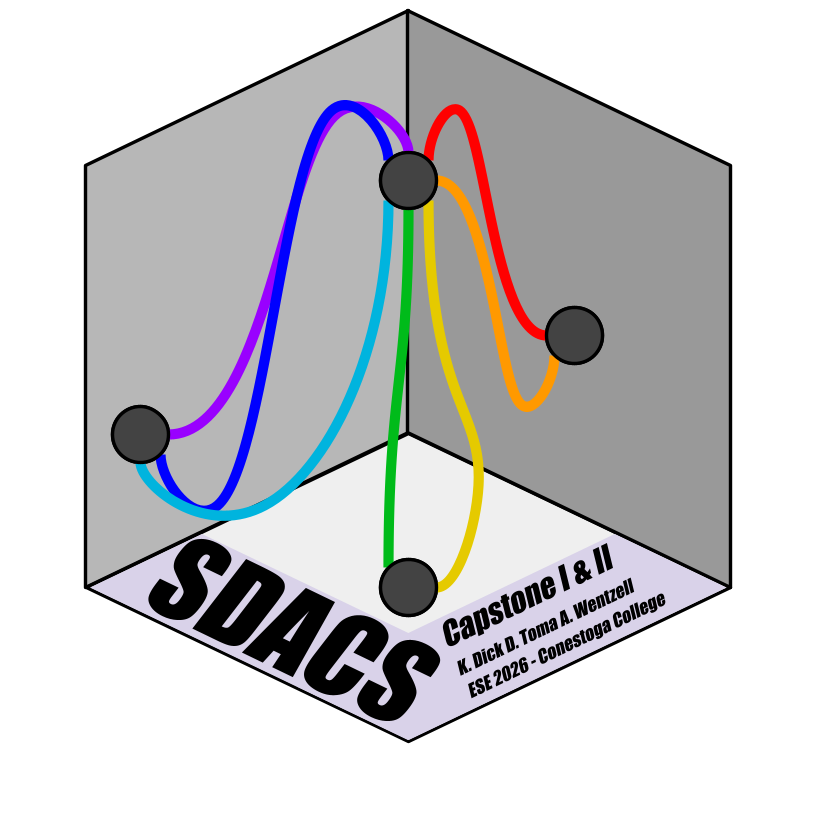 SDACS
Capstone I & II
K. Dick D. Toma A. Wentzell
ESE 2026 - Conestoga College